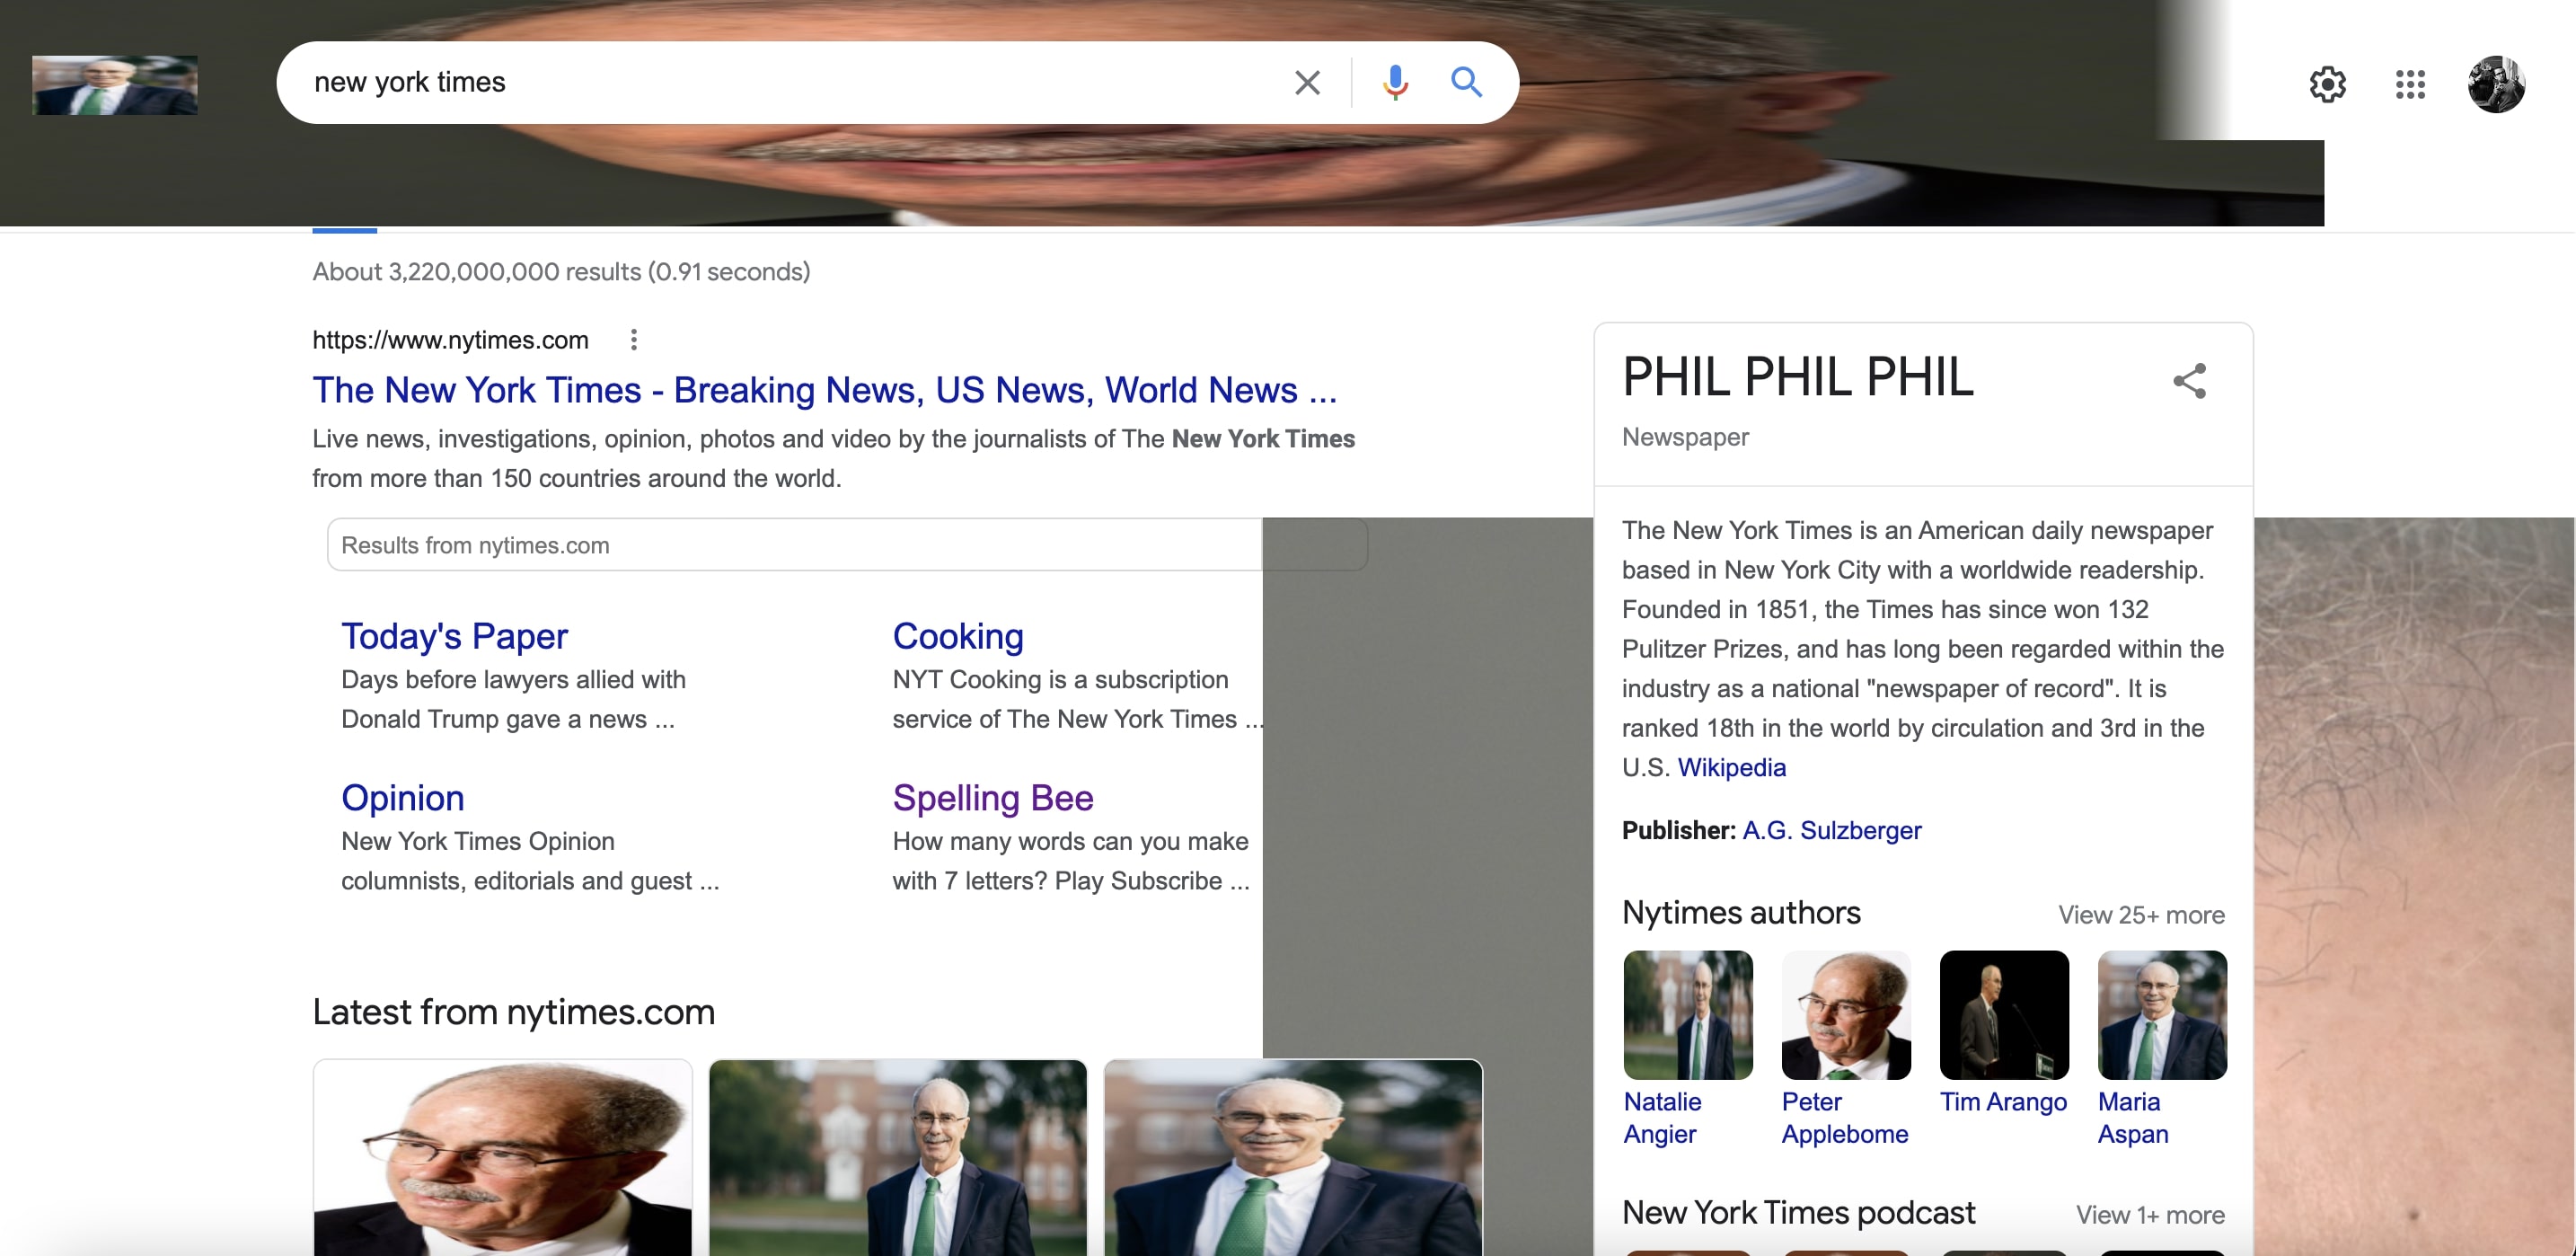 new york times
About 3,220,000,000 results (0.91 seconds)
https://www.nytimes.com
The New York Times - Breaking News, US News, World News ...
Live news, investigations, opinion, photos and video by the journalists of The New York Times
from more than 150 countries around the world.
Results from nytimes.com
Today's Paper
Days before lawyers allied with
Donald Trump gave a news ...
Cooking
NYT Cooking is a subscription
service of The New York Times ...
Opinion
New York Times Opinion
columnists, editorials and guest ...
Spelling Bee
How many words can you make
with 7 letters? Play Subscribe ...
Latest from nytimes.com
PHIL PHIL PHIL
Newspaper
The New York Times is an American daily newspaper
based in New York City with a worldwide readership.
Founded in 1851, the Times has since won 132
Pulitzer Prizes, and has long been regarded within the
industry as a national "newspaper of record". It is
ranked 18th in the world by circulation and 3rd in the
U.S. Wikipedia
Publisher: A.G. Sulzberger
Nytimes authors
View 25+ more
Natalie
Angier
Peter
Applebome
Tim Arango
Maria
Aspan
New York Times podcast
View 1+ more